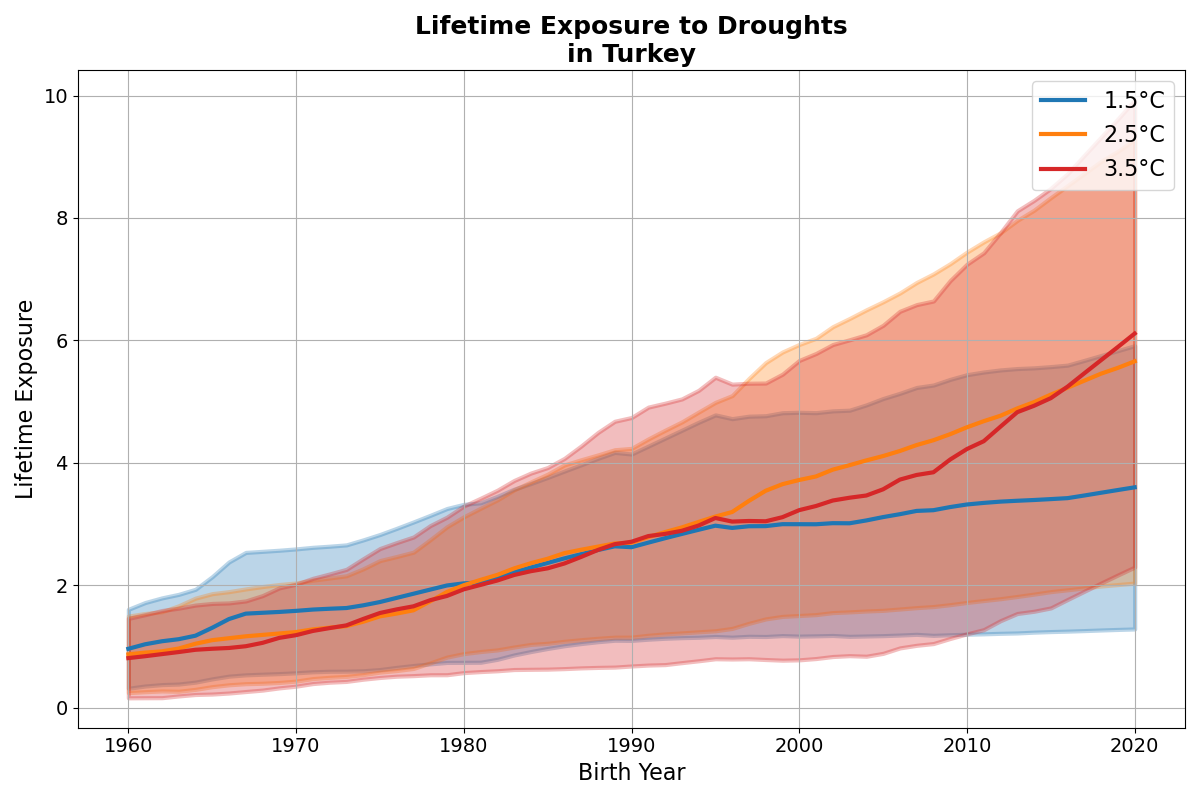 Lifetime Exposure to Droughts
in Turkey
1.5°C
2.5°C
3.5°C
Lifetime Exposure
10
8
6
4
2
0
1960 1970 1980 1990 2000 2010 2020
Birth Year